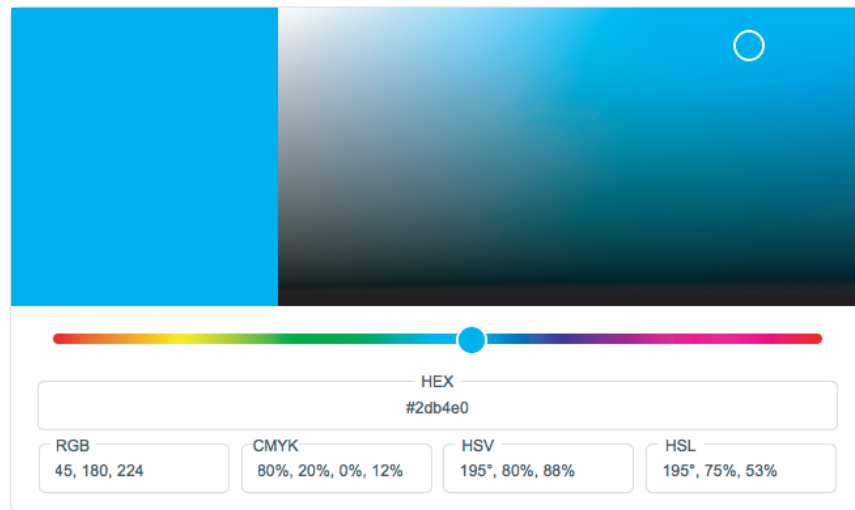 HEX
#2db4e0
RGB
45, 180, 224
CMYK
80%, 20%, 0%, 12%
HSV
195°, 80%, 88%
HSL
195°, 75%, 53%